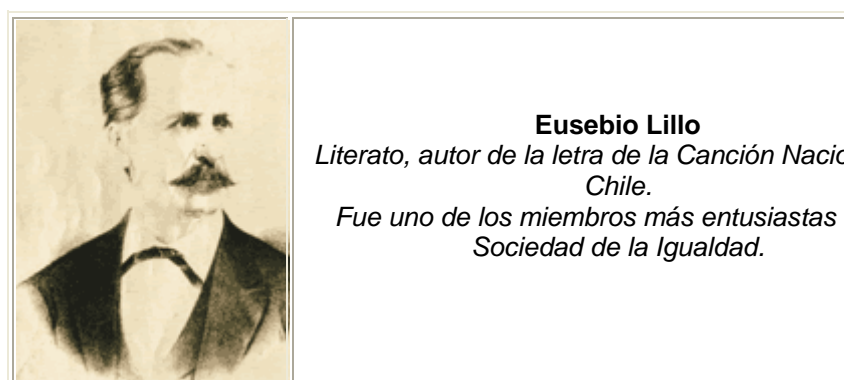 Eusebio Lillo
Literato, autor de la letra de la Canción
Chile.
Fue uno de los miembros más entusiastas
Sociedad de la Igualdad.